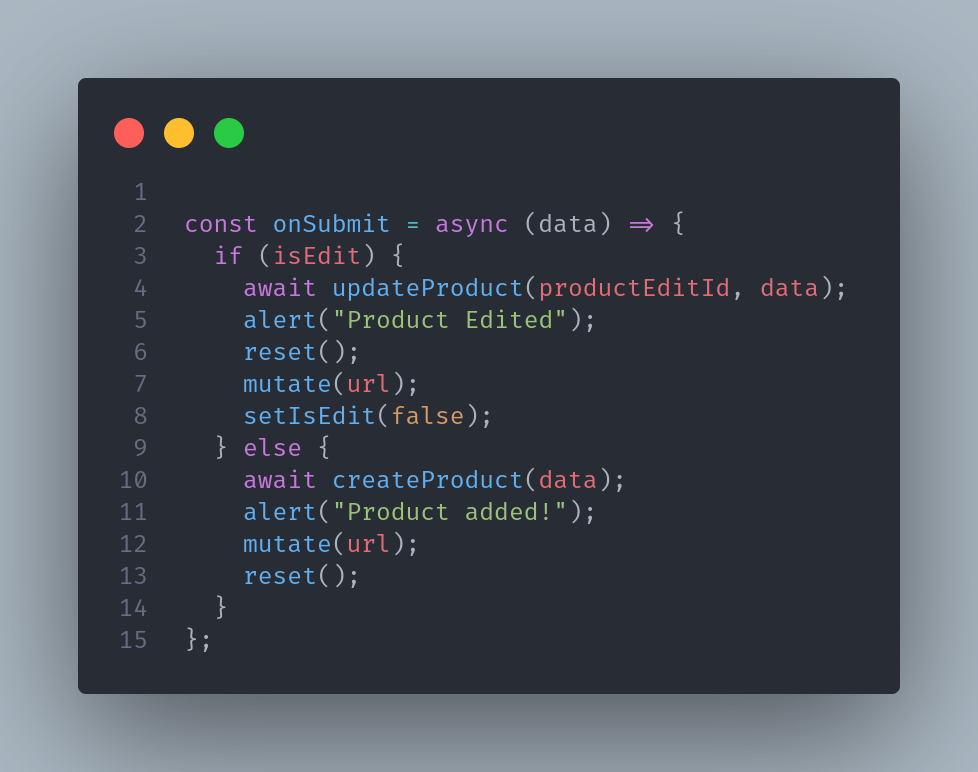 1
2 const onSubmit = async (data) => {
3   if (isEdit) {
4     await updateProduct(productEditId, data);
5     alert("Product Edited");
6     reset();
7     mutate(url);
8     setIsEdit(false);
9   } else {
10     await createProduct(data);
11     alert("Product added!");
12     mutate(url);
13     reset();
14   }
15 };